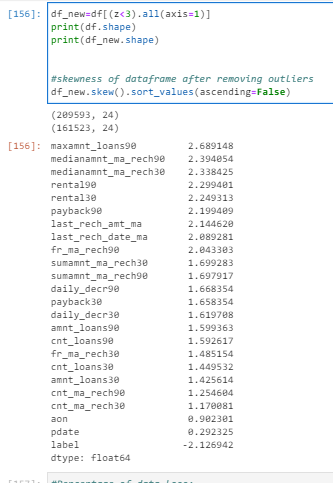 [156]: df_new=df[(z<3).all(axis=1)]
print(df.shape)
print(df_new.shape)
#skewness of dataframe after removing outliers
df_new.skew().sort_values(ascending=False)
(209593, 24)
(161523, 24)
[156]: maxamnt_loans90 2.689148
medianamnt_ma_rech90 2.394054
medianamnt_ma_rech30 2.338425
rental90 2.299401
rental30 2.249313
payback90 2.199409
last_rech_amt_ma 2.144620
last_rech_date_ma 2.089281
fr_ma_rech90 2.043303
sumamnt_ma_rech30 1.699283
sumamnt_ma_rech90 1.697917
daily_decr90 1.668354
payback30 1.658354
daily_decr30 1.619708
amnt_loans90 1.599363
cnt_loans90 1.592617
fr_ma_rech30 1.485154
cnt_loans30 1.449532
amnt_loans30 1.425614
cnt_ma_rech90 1.254604
cnt_ma_rech30 1.170081
aon 0.902301
pdate 0.292325
label -2.126942
dtype: float64